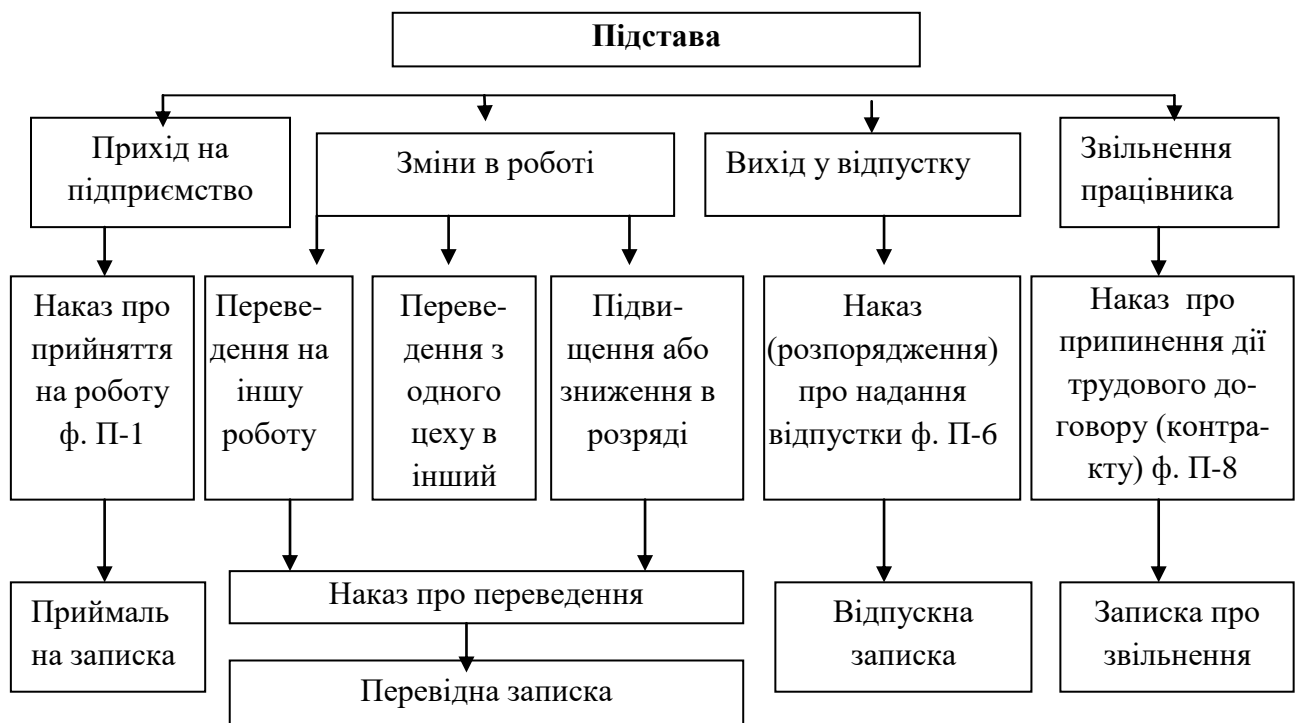 Підстава
Прихід на
підприємство
Зміни в роботі
Вихід у відпустку
Звільнення
працівника
Наказ про
прийняття
на роботу
ф. П-1
Переве-
дення на
іншу
роботу
Переве-
дення з
одного
цеху в
інший
Підви-
щення або
зниження в
розряді
Наказ
(розпорядження)
про надання
відпустки ф. П-6
Наказ про
припинення дії
трудового до-
говору (контра-
кту) ф. П-8
Приймаль
на записка
Наказ про переведення
Перевідна записка
Відпускна
записка
Записка про
звільнення